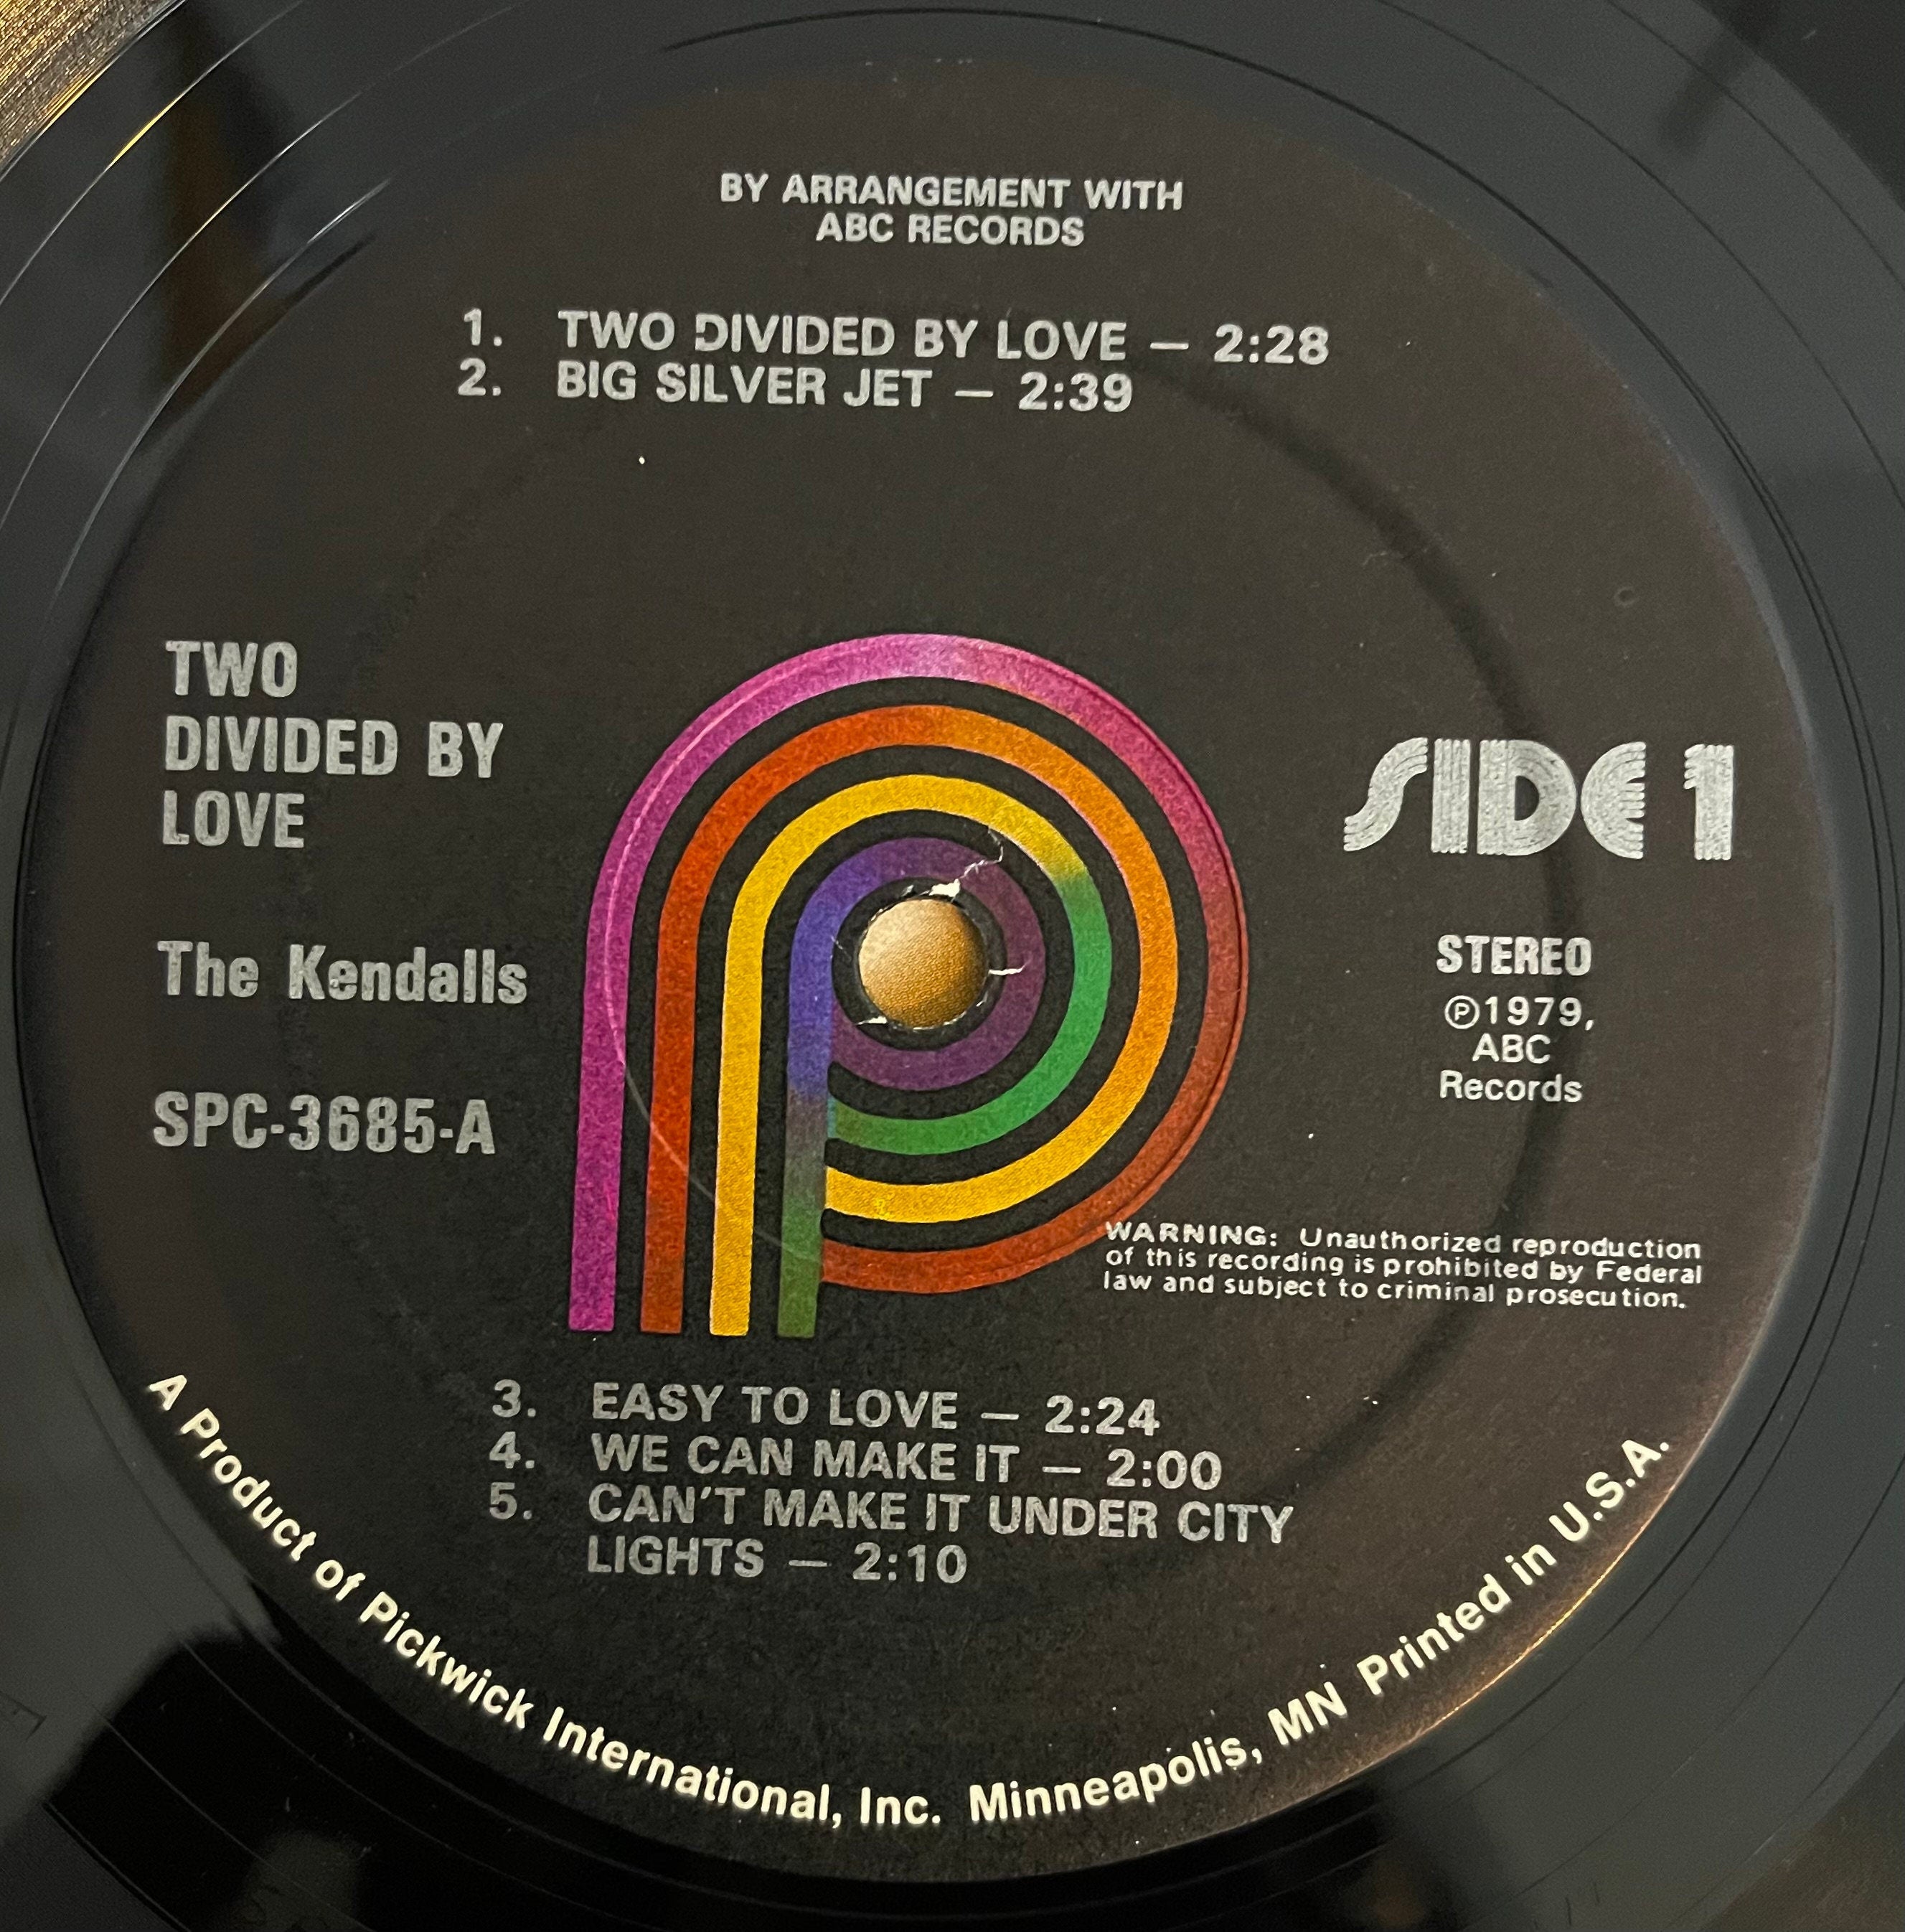 BY ARRANGEMENT WITH
ABC RECORDS
1. TWO DIVIDED BY LOVE — 2:28
2. BIG SILVER JET — 2:39
TWO
DIVIDED BY
LOVE
The Kendalls
SPC-3685-A
SIDE 1
STEREO
℗1979,
ABC
Records
WARNING: Unauthorized reproduction
of this recording is prohibited by Federal
law and subject to criminal prosecution.
3. EASY TO LOVE — 2:24
4. WE CAN MAKE IT — 2:00
5. CAN'T MAKE IT UNDER CITY
LIGHTS — 2:10
A Product of Pickwick International, Inc. Minneapolis, MN Printed in U.S.A.